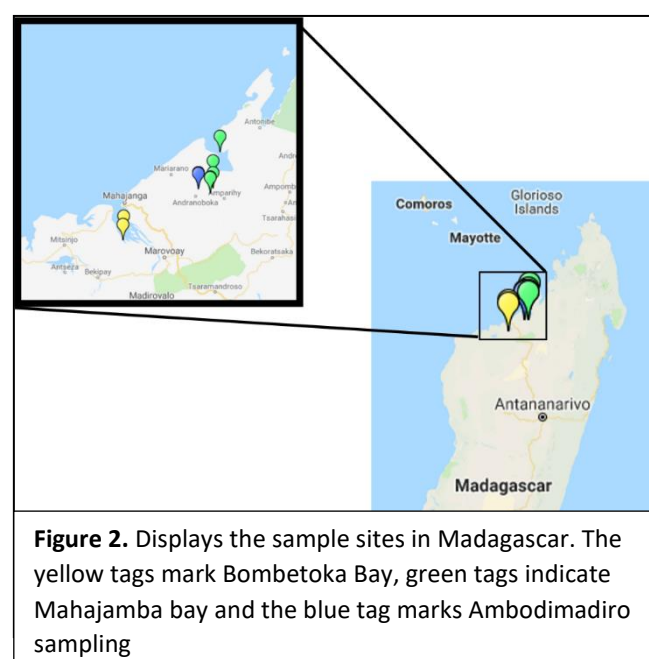 Antombe
Mariarano
Andr
Mahajanga
Amparihy
Ampomb
Andranoboka
Tsarahas
Mitsinjo
Marovoay
Bekoratsaka
Antseza
Bekipay
Tsaramandroso
Madirovalo
Comoros
Glorioso
Islands
Mayotte
Antananarivo
Madagascar
Figure 2. Displays the sample sites in Madagascar. The
yellow tags mark Bombetoka Bay, green tags indicate
Mahajamba bay and the blue tag marks Ambodimadiro
sampling